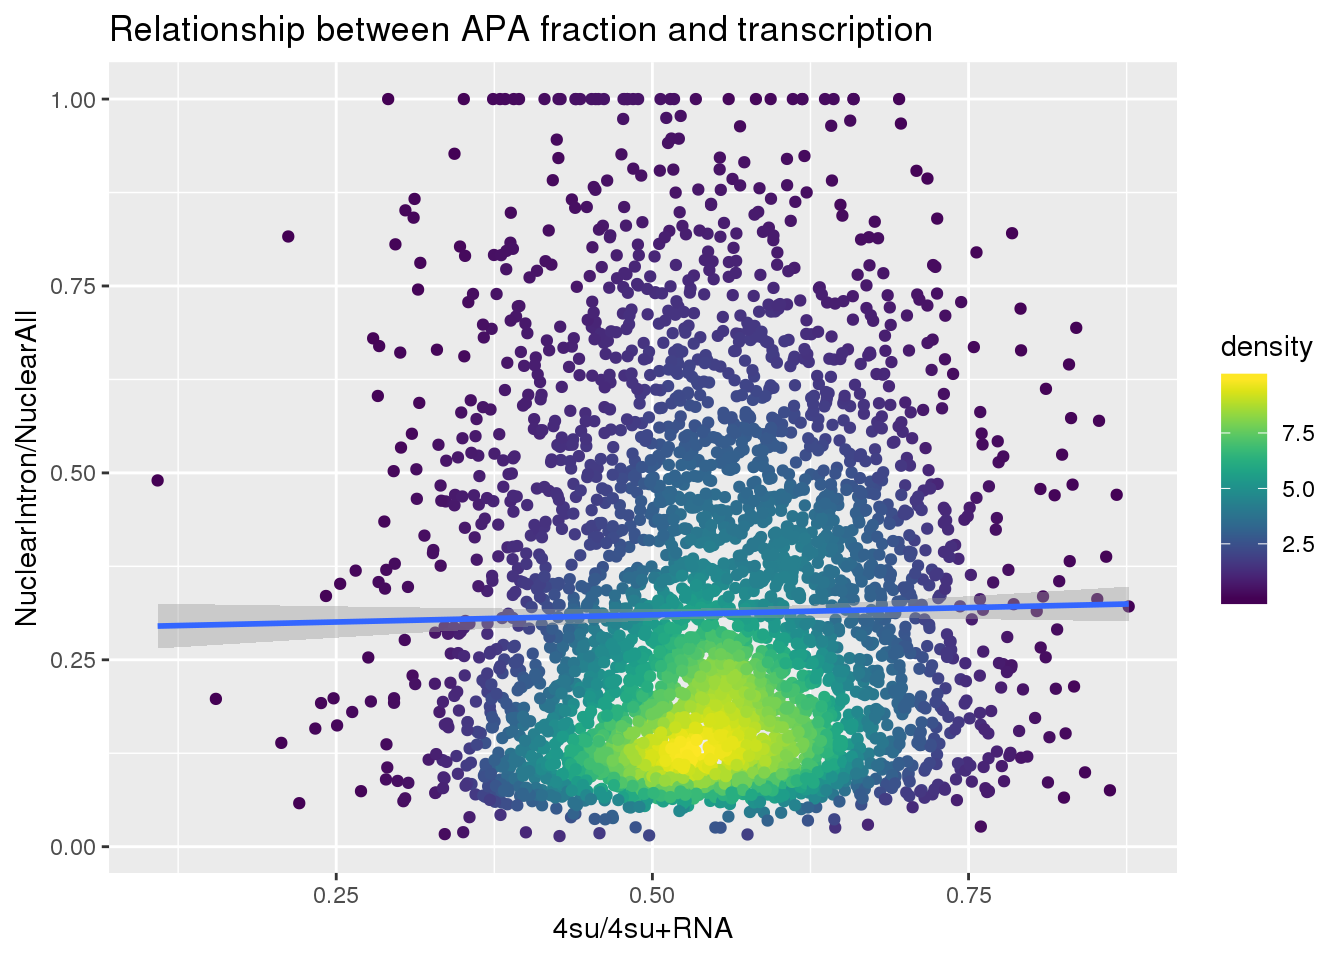 Relationship between APA fraction and transcription
NuclearIntron/NuclearAll
1.00
0.75
0.50
0.25
0.00
0.25
0.50
0.75
4su/4su+RNA
density
7.5
5.0
2.5